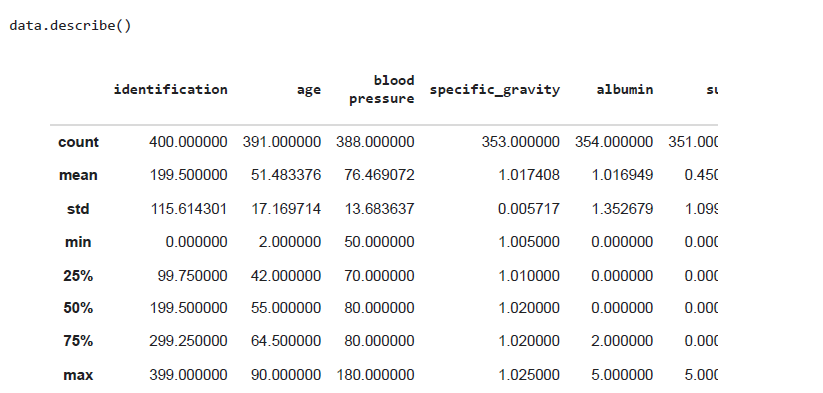 data.describe()
blood
identification age pressure specific_gravity albumin
count 400.000000 391.000000 388.000000 353.000000 354.000000 351.000
mean 199.500000 51.483376 76.469072 1.017408 1.016949 0.450
std 115.614301 17.169714 13.683637 0.005717 1.352679 1.099
min 0.000000 2.000000 50.000000 1.005000 0.000000 0.000
25% 99.750000 42.000000 70.000000 1.010000 0.000000 0.000
50% 199.500000 55.000000 80.000000 1.020000 0.000000 0.000
75% 299.250000 64.500000 80.000000 1.020000 2.000000 0.000
max 399.000000 90.000000 180.000000 1.025000 5.000000 5.000